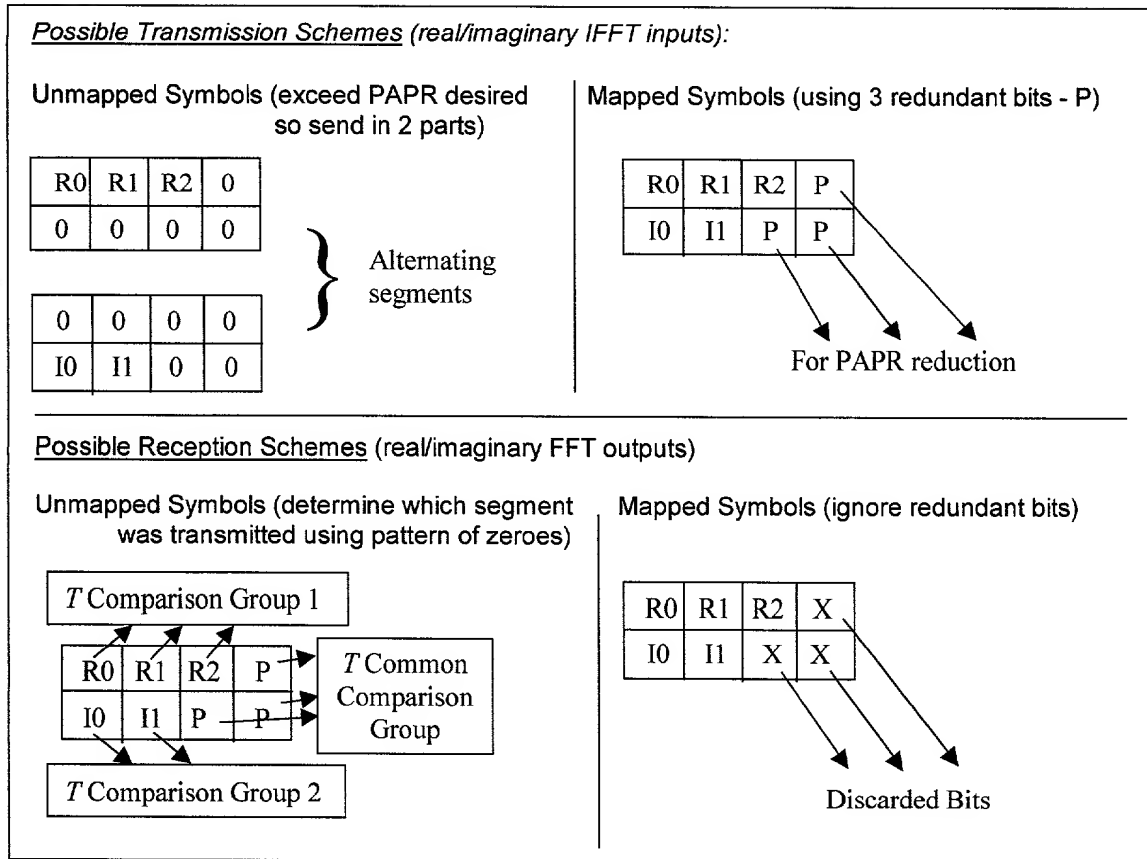 Possible Transmission Schemes (real/imaginary IFFT inputs):
Unmapped Symbols (exceed PAPR desired
so send in 2 parts)
R0 R1 R2 0
0 0 0 0
0 0 0 0
I0 I1 0 0
} Alternating
segments
Mapped Symbols (using 3 redundant bits - P)
R0 R1 R2 P
I0 I1 P P
For PAPR reduction
Possible Reception Schemes (real/imaginary FFT outputs)
Unmapped Symbols (determine which segment
was transmitted using pattern of zeroes)
T Comparison Group 1
R0 R1 R2 P
I0 I1 P P
T Common
Comparison
Group
T Comparison Group 2
Mapped Symbols (ignore redundant bits)
R0 R1 R2 X
I0 I1 X X
Discarded Bits